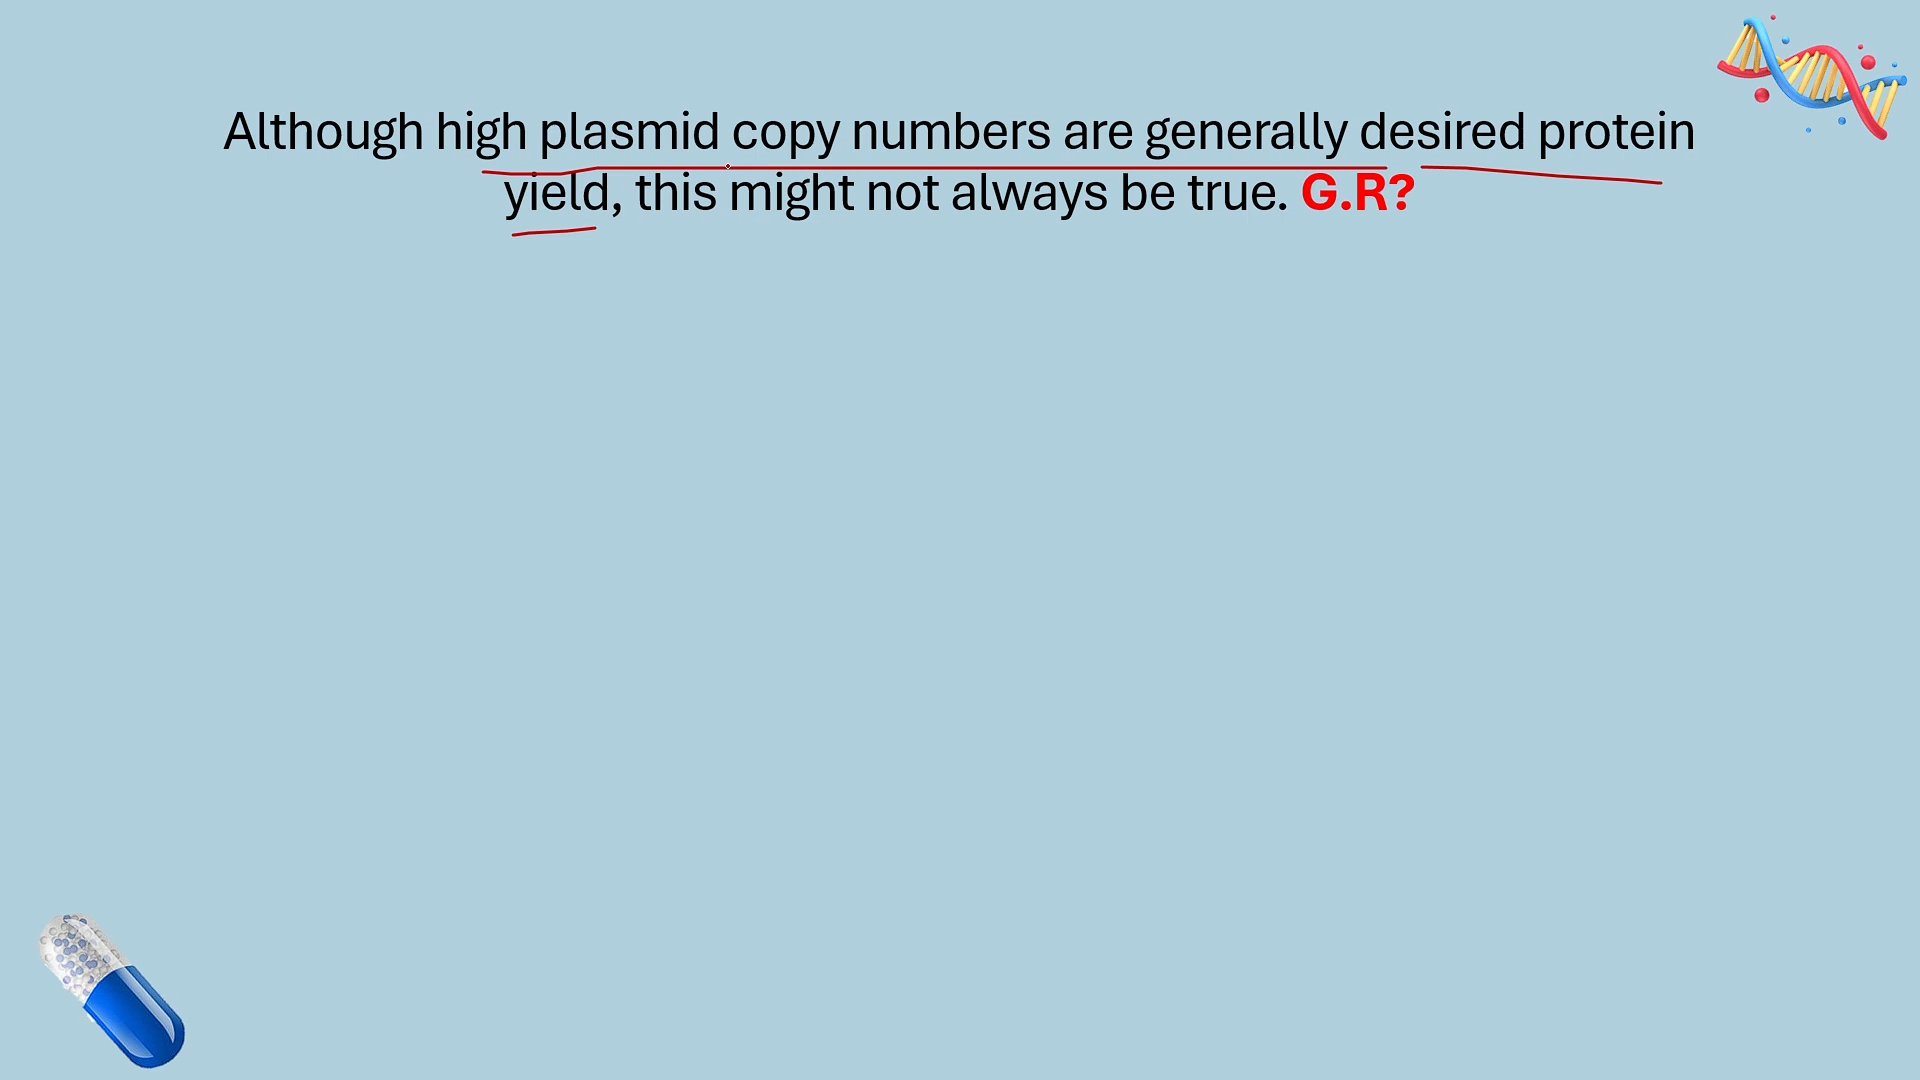 Although high plasmid copy numbers are generally desired protein
yield, this might not always be true. G.R?